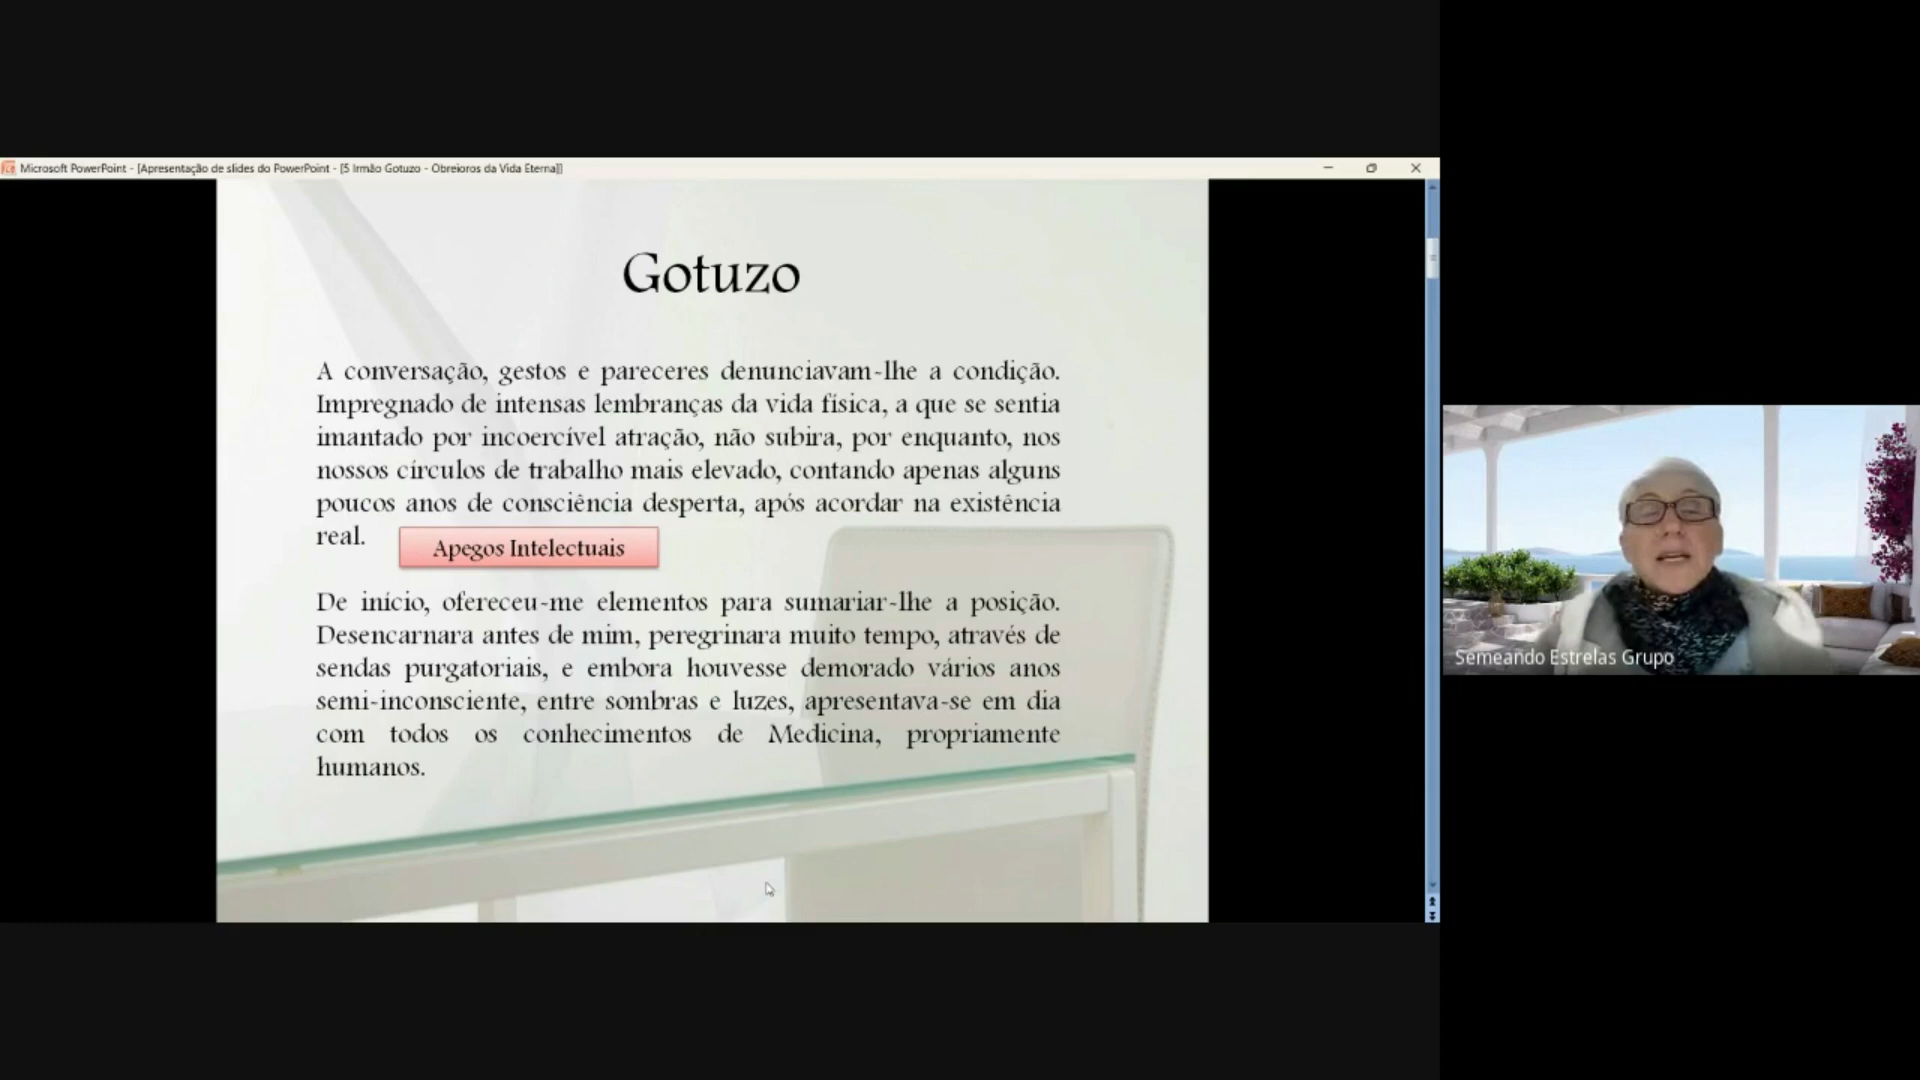 Microsoft PowerPoint - [Apresentação de slides do PowerPoint - [5 Irmão Gotuzo - Obreioros da Vida Eterna]]
Gotuzo
A conversação, gestos e pareceres denunciavam-lhe a condição.
Impregnado de intensas lembranças da vida física, a que se sentia
imantado por incoercível atração, não subira, por enquanto, nos
nossos círculos de trabalho mais elevado, contando apenas alguns
poucos anos de consciência desperta, após acordar na existência
real.
Apegos Intelectuais
De início, ofereceu-me elementos para sumariar-lhe a posição.
Desencarnara antes de mim, peregrinara muito tempo, através de
sendas purgatoriais, e embora houvesse demorado vários anos
semi-inconsciente, entre sombras e luzes, apresentava-se em dia
com todos os conhecimentos de Medicina, propriamente
humanos.
Semeando Estrelas Grupo